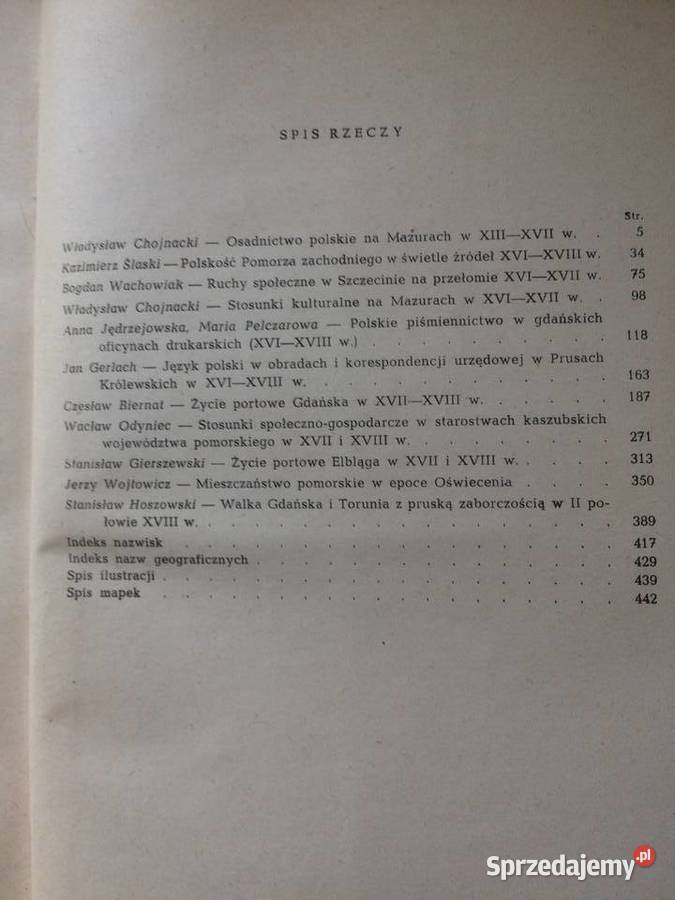 SPIS RZECZY
Str.
Władysław Chojnacki — Osadnictwo polskie na Mazurach w XIII—XVII w. . 5
Kazimierz Ślaski — Polskość Pomorza zachodniego w świetle źródeł XVI—XVIII w. 34
Bogdan Wachowiak — Ruchy społeczne w Szczecinie na przełomie XVI—XVII w. 75
Władysław Chojnacki — Stosunki kulturalne na Mazurach w XVI—XVII w. . 98
Anna Jędrzejowska, Maria Pelczarowa — Polskie piśmiennictwo w gdańskich
oficynach drukarskich (XVI—XVIII w.) . . . . . . . . . 118
Jan Gerlach — Język polski w obradach i korespondencji urzędowej w Prusach
Królewskich w XVI—XVIII w. . . . . . . . . . . . 163
Czesław Biernat — Życie portowe Gdańska w XVII—XVIII w. . . . . . 187
Wacław Odyniec — Stosunki społeczno-gospodarcze w starostwach kaszubskich
województwa pomorskiego w XVII i XVIII w. . . . . . . . . 271
Stanisław Gierszewski — Życie portowe Elbląga w XVII i XVIII w. . . . . 313
Jerzy Wojtowicz — Mieszczaństwo pomorskie w epoce Oświecenia . . . . 350
Stanisław Hoszowski — Walka Gdańska i Torunia z pruską zaborczością w II po-
łowie XVIII w. . . . . . . . . . . . . . . . . 389
Indeks nazwisk . . . . . . . . . . . . . . . . . 417
Indeks nazw geograficznych . . . . . . . . . . . . . . 429
Spis ilustracji . . . . . . . . . . . . . . . . . . 439
Spis mapek . . . . . . . . . . . . . . . . . . 442
Sprzedajemy.pl